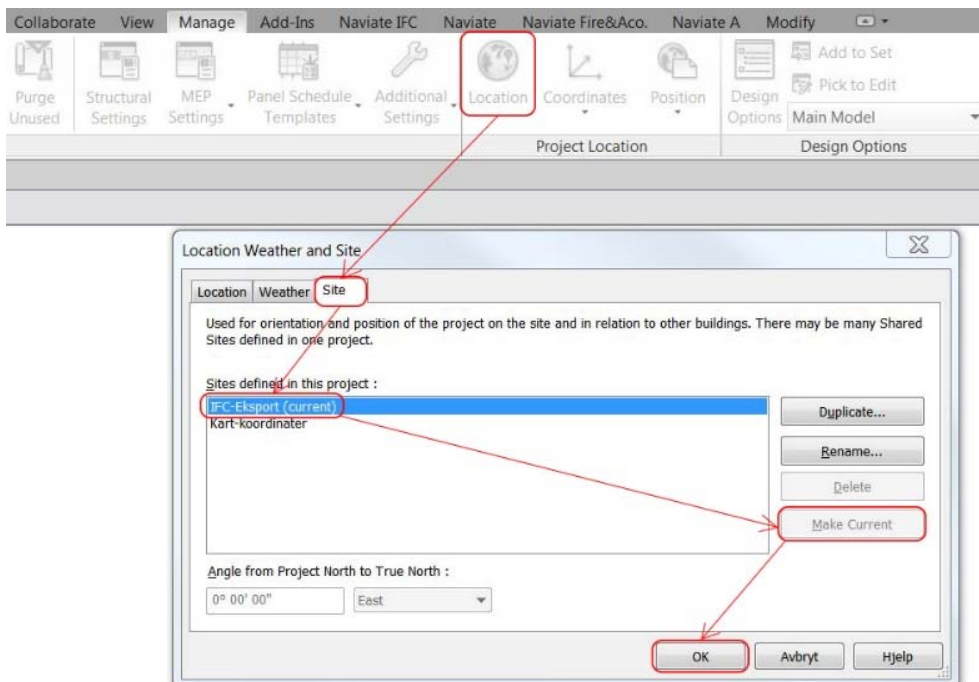 Collaborate View Manage Add-Ins Naviate IFC Naviate Naviate Fire&Aco. Naviate A Modify
Purge Unused
Structural Settings
MEP Settings
Panel Schedule Templates
Additional Settings
Location
Coordinates
Position
Design Options
Add to Set
Pick to Edit
Main Model
Project Location
Design Options
Location Weather and Site
Location Weather Site
Used for orientation and position of the project on the site and in relation to other buildings. There may be many Shared
Sites defined in one project.
Sites defined in this project :
IFC-Eksport (current)
Kart-koordinater
Duplicate...
Rename...
Delete
Make Current
Angle from Project North to True North :
0° 00' 00" East
OK Avbryt Hjelp